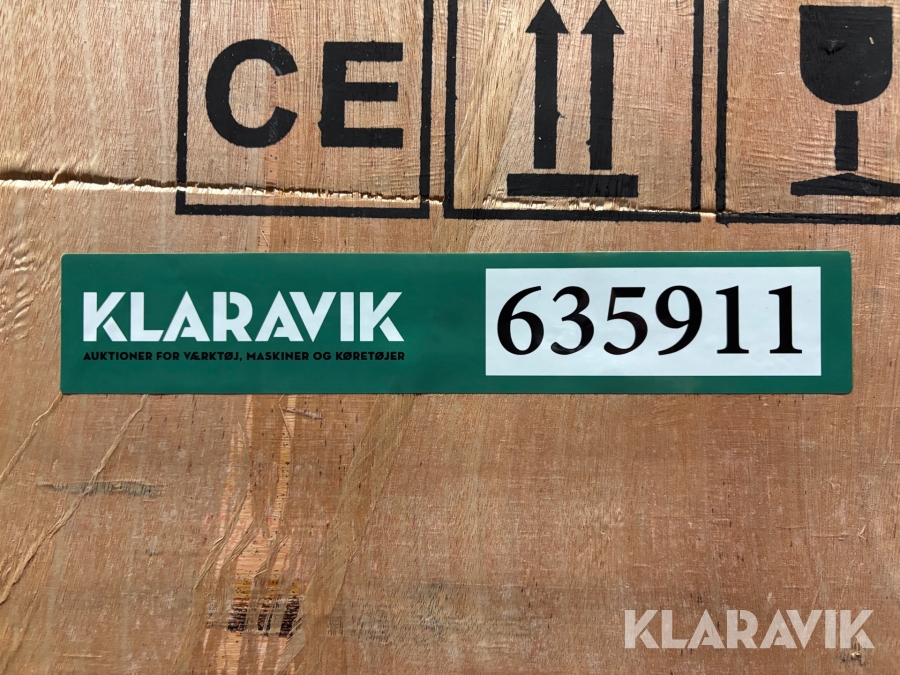 CE
KLARAVIK
AUKTIONER FOR VÆRKTØJ, MASKINER OG KØRETØJER
635911
KLARAVIK